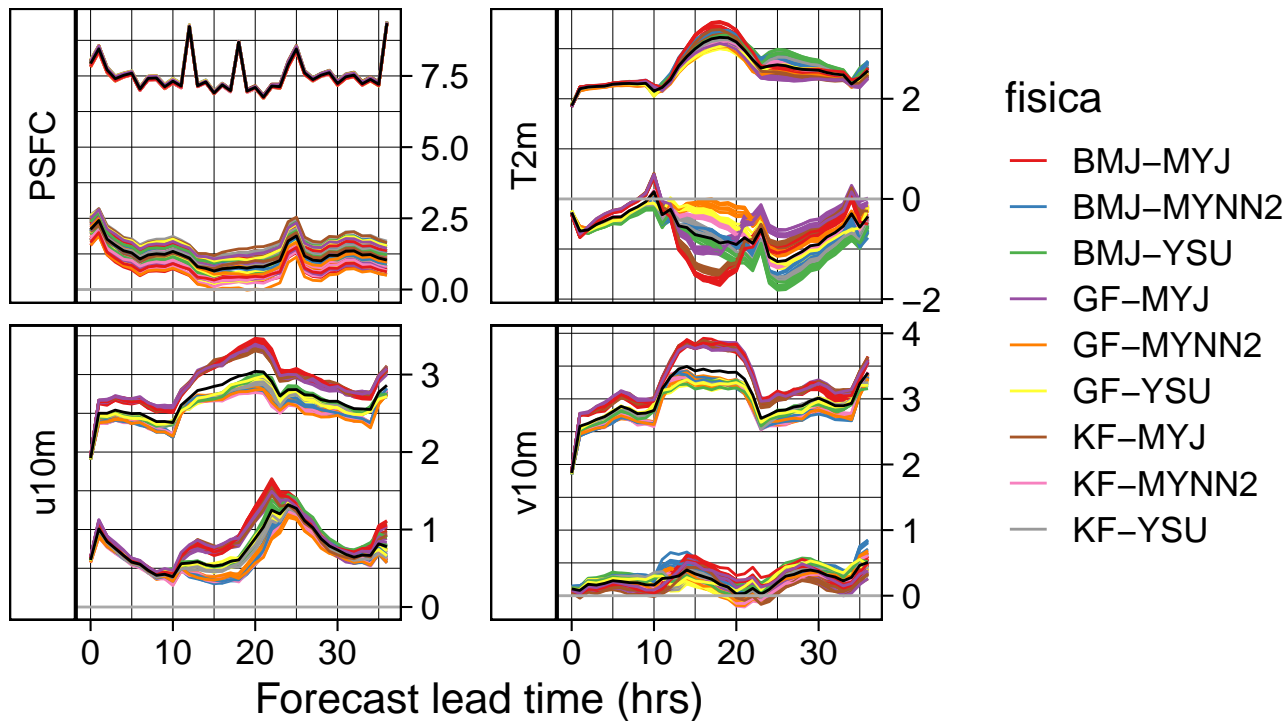 PSFC
7.5
5.0
2.5
0.0
T2m
2
0
−2
u10m
3
2
1
0
v10m
4
3
2
1
0
0 10 20 30
0 10 20 30
Forecast lead time (hrs)
fisica
BMJ−MYJ
BMJ−MYNN2
BMJ−YSU
GF−MYJ
GF−MYNN2
GF−YSU
KF−MYJ
KF−MYNN2
KF−YSU